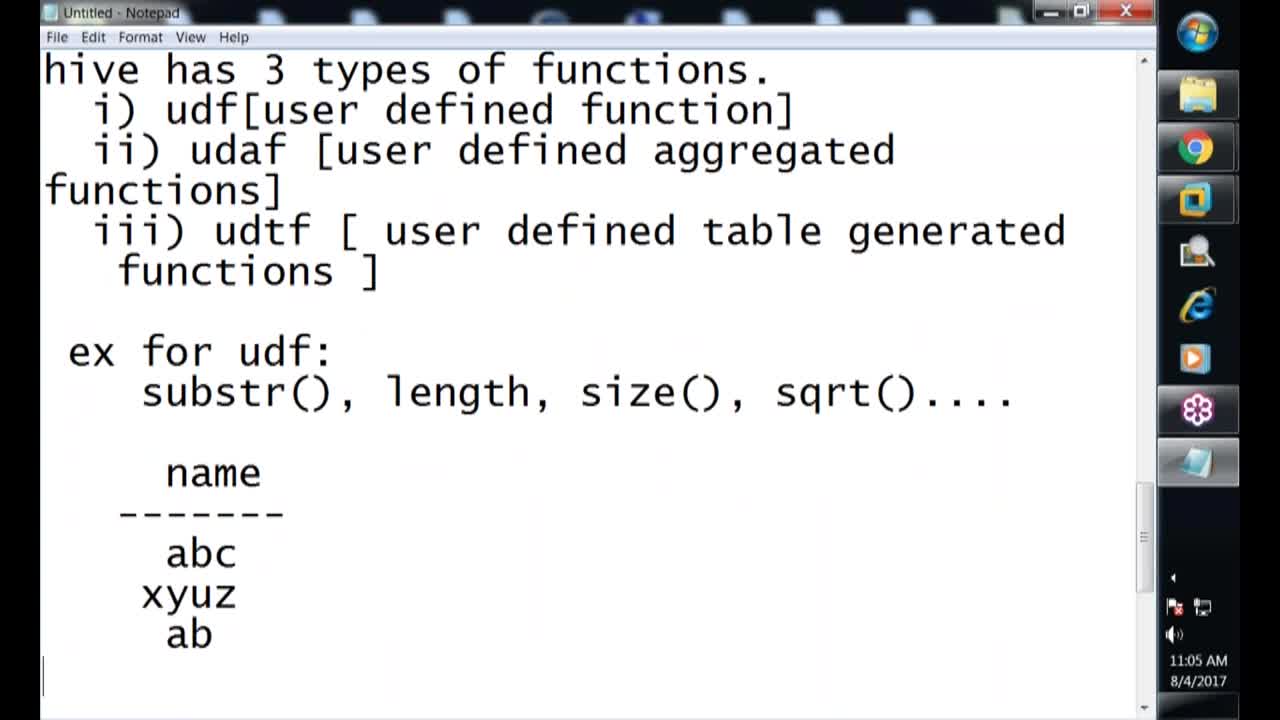 Untitled - Notepad
File Edit Format View Help
hive has 3 types of functions.
i) udf[user defined function]
ii) udaf [user defined aggregated
functions]
iii) udtf [ user defined table generated
functions ]
ex for udf:
substr(), length, size(), sqrt()....
name
-------
abc
xyuz
ab
11:05 AM
8/4/2017